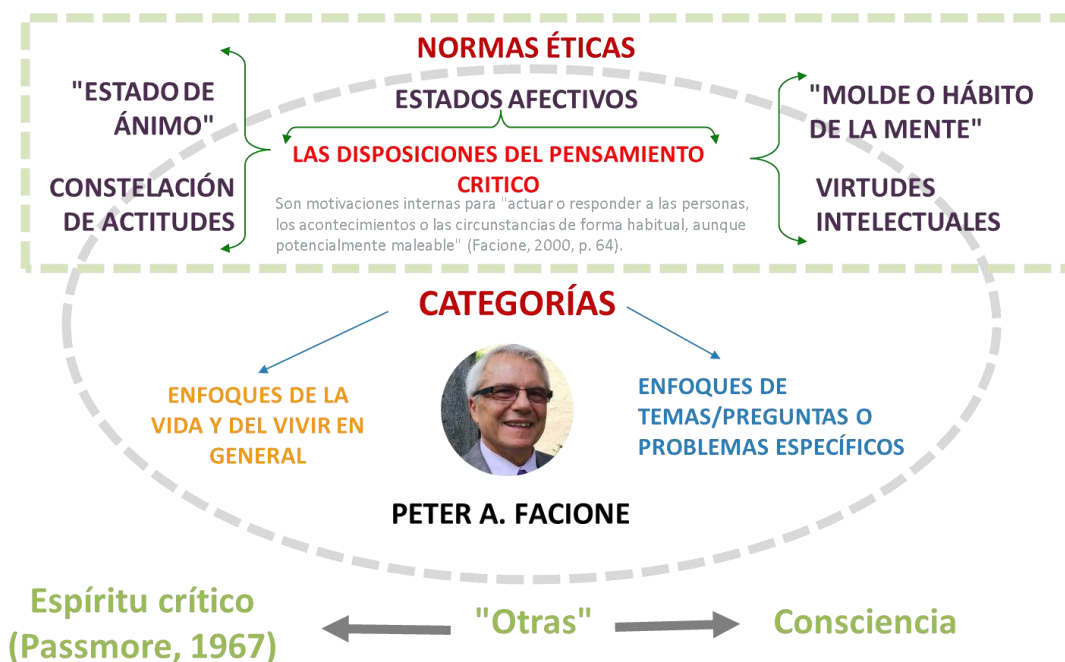 NORMAS ÉTICAS
"ESTADO DE
ÁNIMO"
CONSTELACIÓN
DE ACTITUDES
ESTADOS AFECTIVOS
LAS DISPOSICIONES DEL PENSAMIENTO
CRITICO
Son motivaciones internas para "actuar o responder a las personas,
los acontecimientos o las circunstancias de forma habitual, aunque
potencialmente maleable" (Facione, 2000, p. 64).
"MOLDE O HÁBITO
DE LA MENTE"
VIRTUDES
INTELECTUALES
CATEGORÍAS
ENFOQUES DE LA
VIDA Y DEL VIVIR EN
GENERAL
ENFOQUES DE
TEMAS/PREGUNTAS O
PROBLEMAS ESPECÍFICOS
PETER A. FACIONE
Espíritu crítico
(Passmore, 1967)
"Otras"
Consciencia